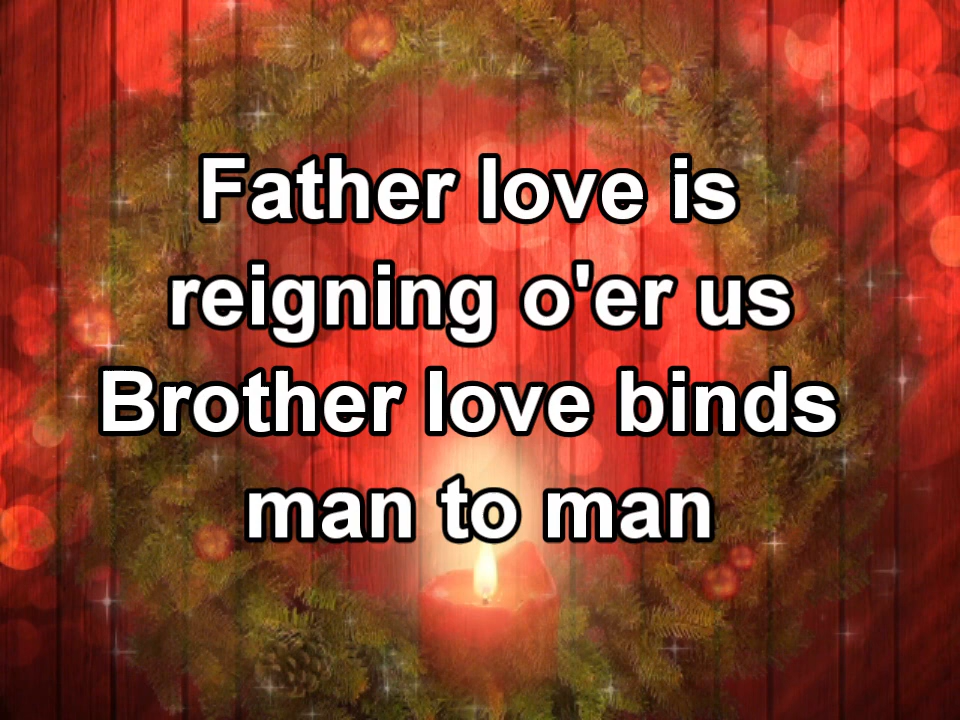 Father love is
reigning o'er us
Brother love binds
man to man